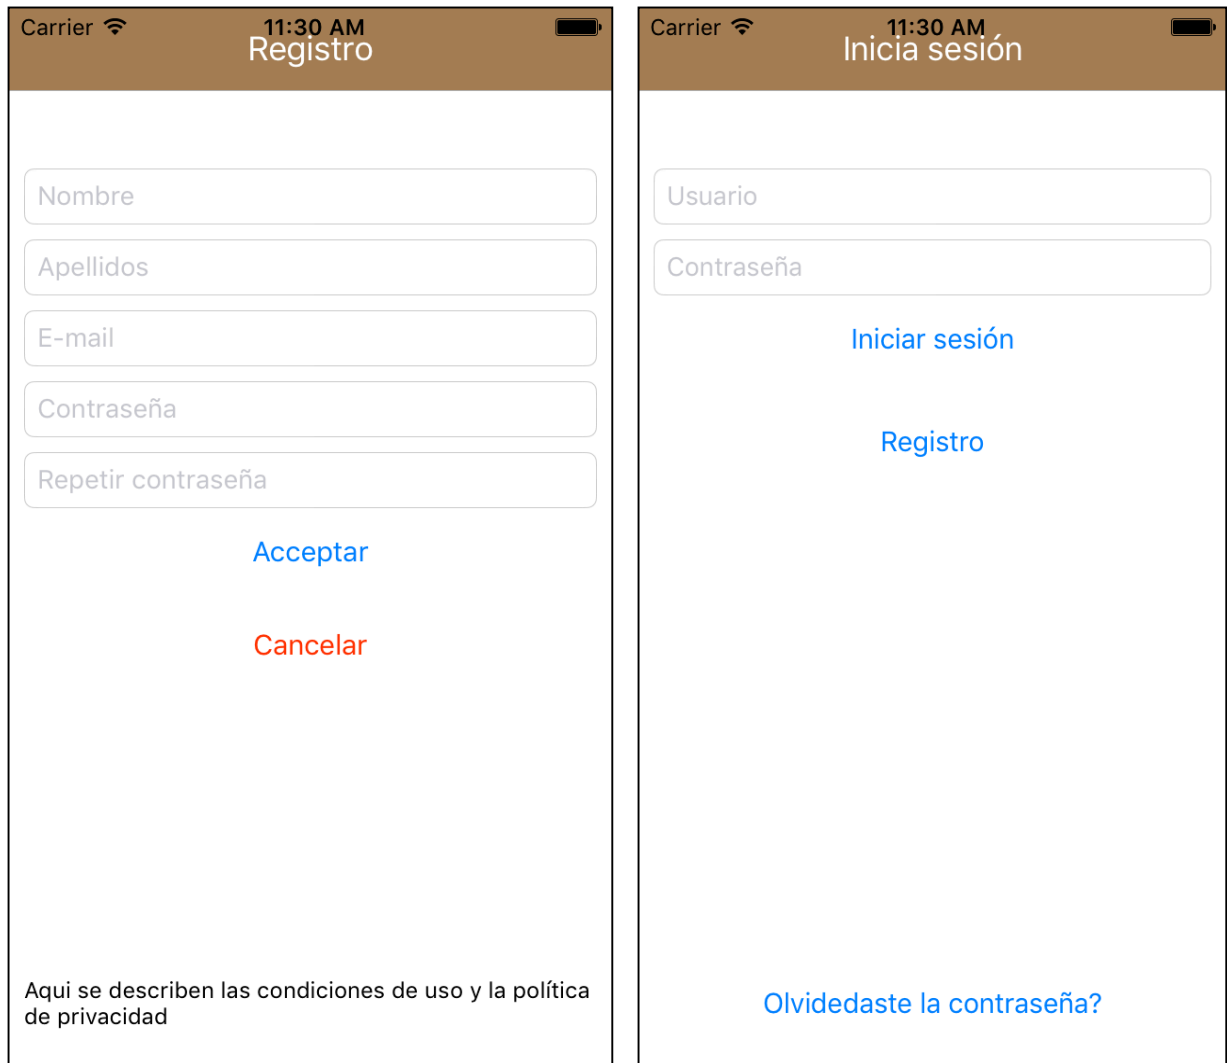 Carrier 11:30 AM
Registro
Nombre
Apellidos
E-mail
Contraseña
Repetir contraseña
Acceptar
Cancelar
Aqui se describen las condiciones de uso y la política
de privacidad
Carrier 11:30 AM
Inicia sesión
Usuario
Contraseña
Iniciar sesión
Registro
Olvidedaste la contraseña?